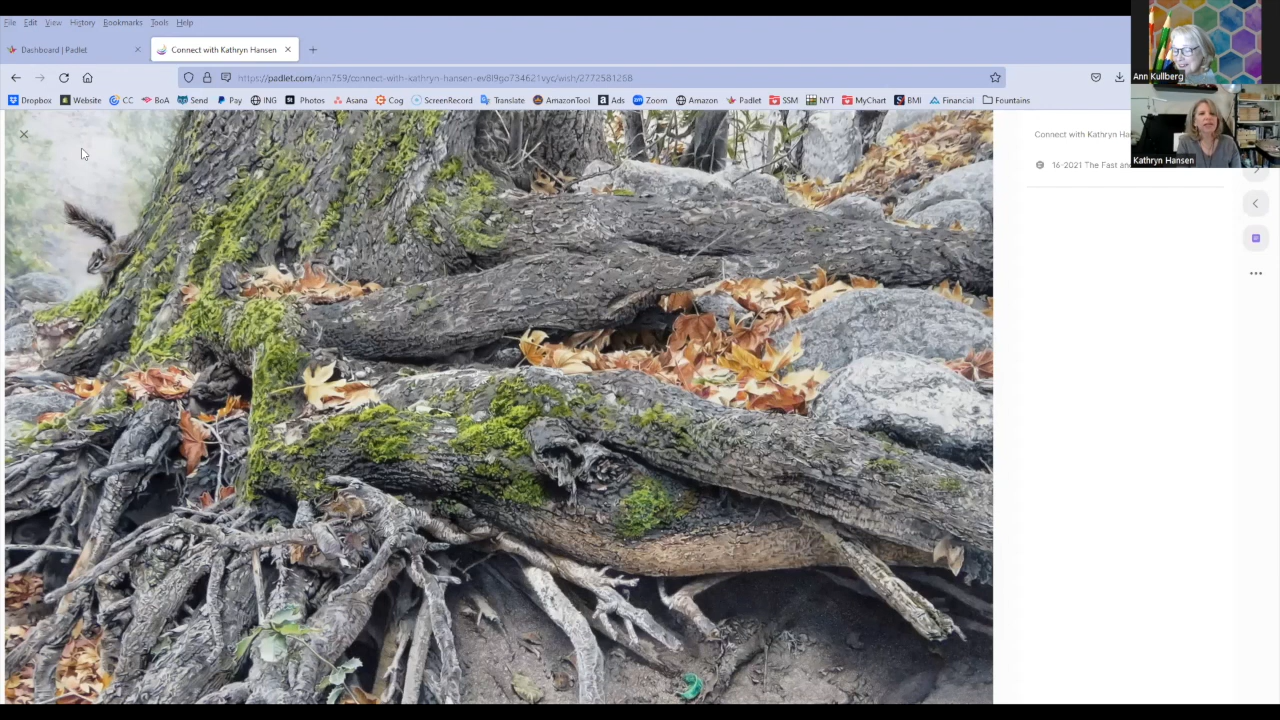 File Edit View History Bookmarks Tools Help
Dashboard | Padlet
Connect with Kathryn Hansen
https://padlet.com/ann759/connect-with-kathryn-hansen-ev8l9go734621vyc/wish/2772581268
Dropbox Website CC BoA Send Pay ING Photos Asana Cog ScreenRecord Translate AmazonTool Ads Zoom Amazon Padlet SSM NYT MyChart BMI Financial Fountains
Ann Kullberg
Connect with Kathryn Ha
Kathryn Hansen
16-2021 The Fast an